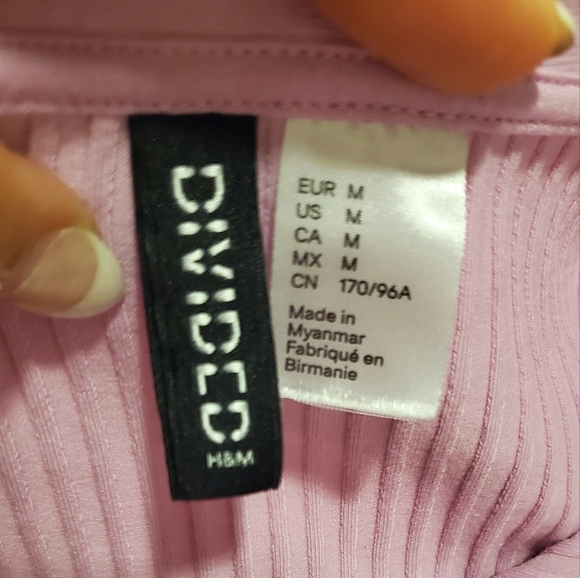 DIVIDED
H&M
EUR M
US M
CA M
MX M
CN 170/96A
Made in
Myanmar
Fabriqué en
Birmanie